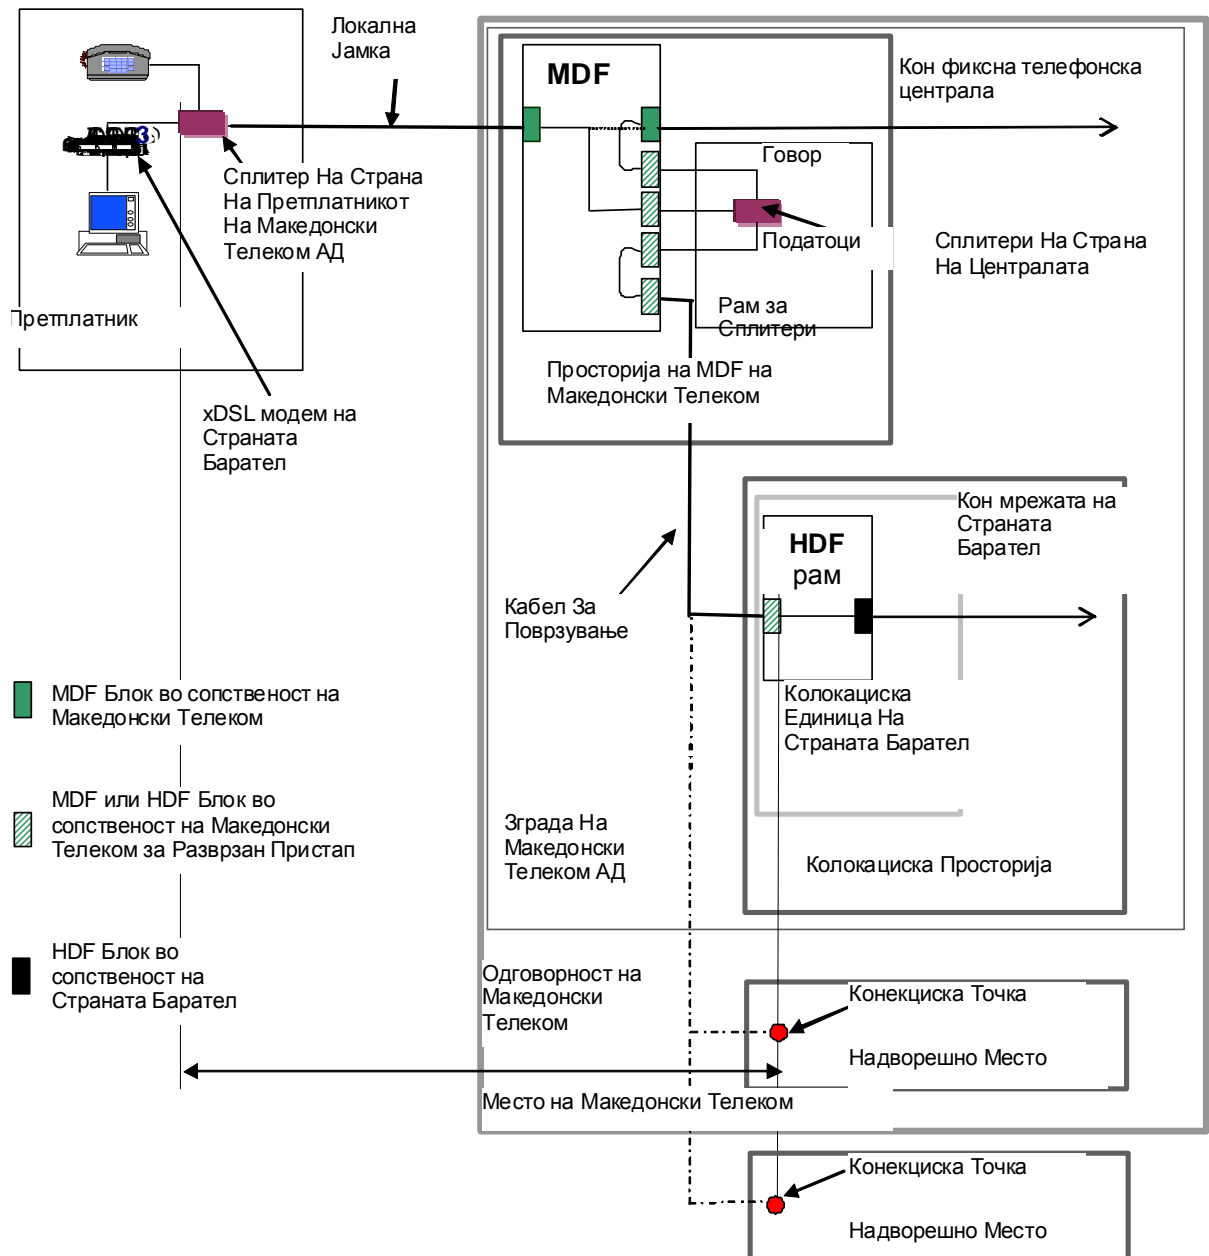 Локална
Јамка
MDF
Кон фиксна телефонска
централа
Говор
Сплитер На Страна
На Претплатникот
На Македонски
Телеком АД
Податоци
Сплитери На Страна
На Централата
Претплатник
Рам за
Сплитери
Просторија на MDF на
Македонски Телеком
xDSL модем на
Страната
Барател
Кон мрежата на
Страната
Барател
HDF
рам
Кабел За
Поврзување
MDF Блок во сопственост на
Македонски Телеком
Колокациска
Единица На
Страната Барател
MDF или HDF Блок во
сопственост на Македонски
Телеком за Разврзан Пристап
Зграда На
Македонски
Телеком АД
Колокациска Просторија
HDF Блок во
сопственост на
Страната Барател
Одговорност на
Македонски
Телеком
Конекциска Точка
Надворешно Место
Место на Македонски Телеком
Конекциска Точка
Надворешно Место